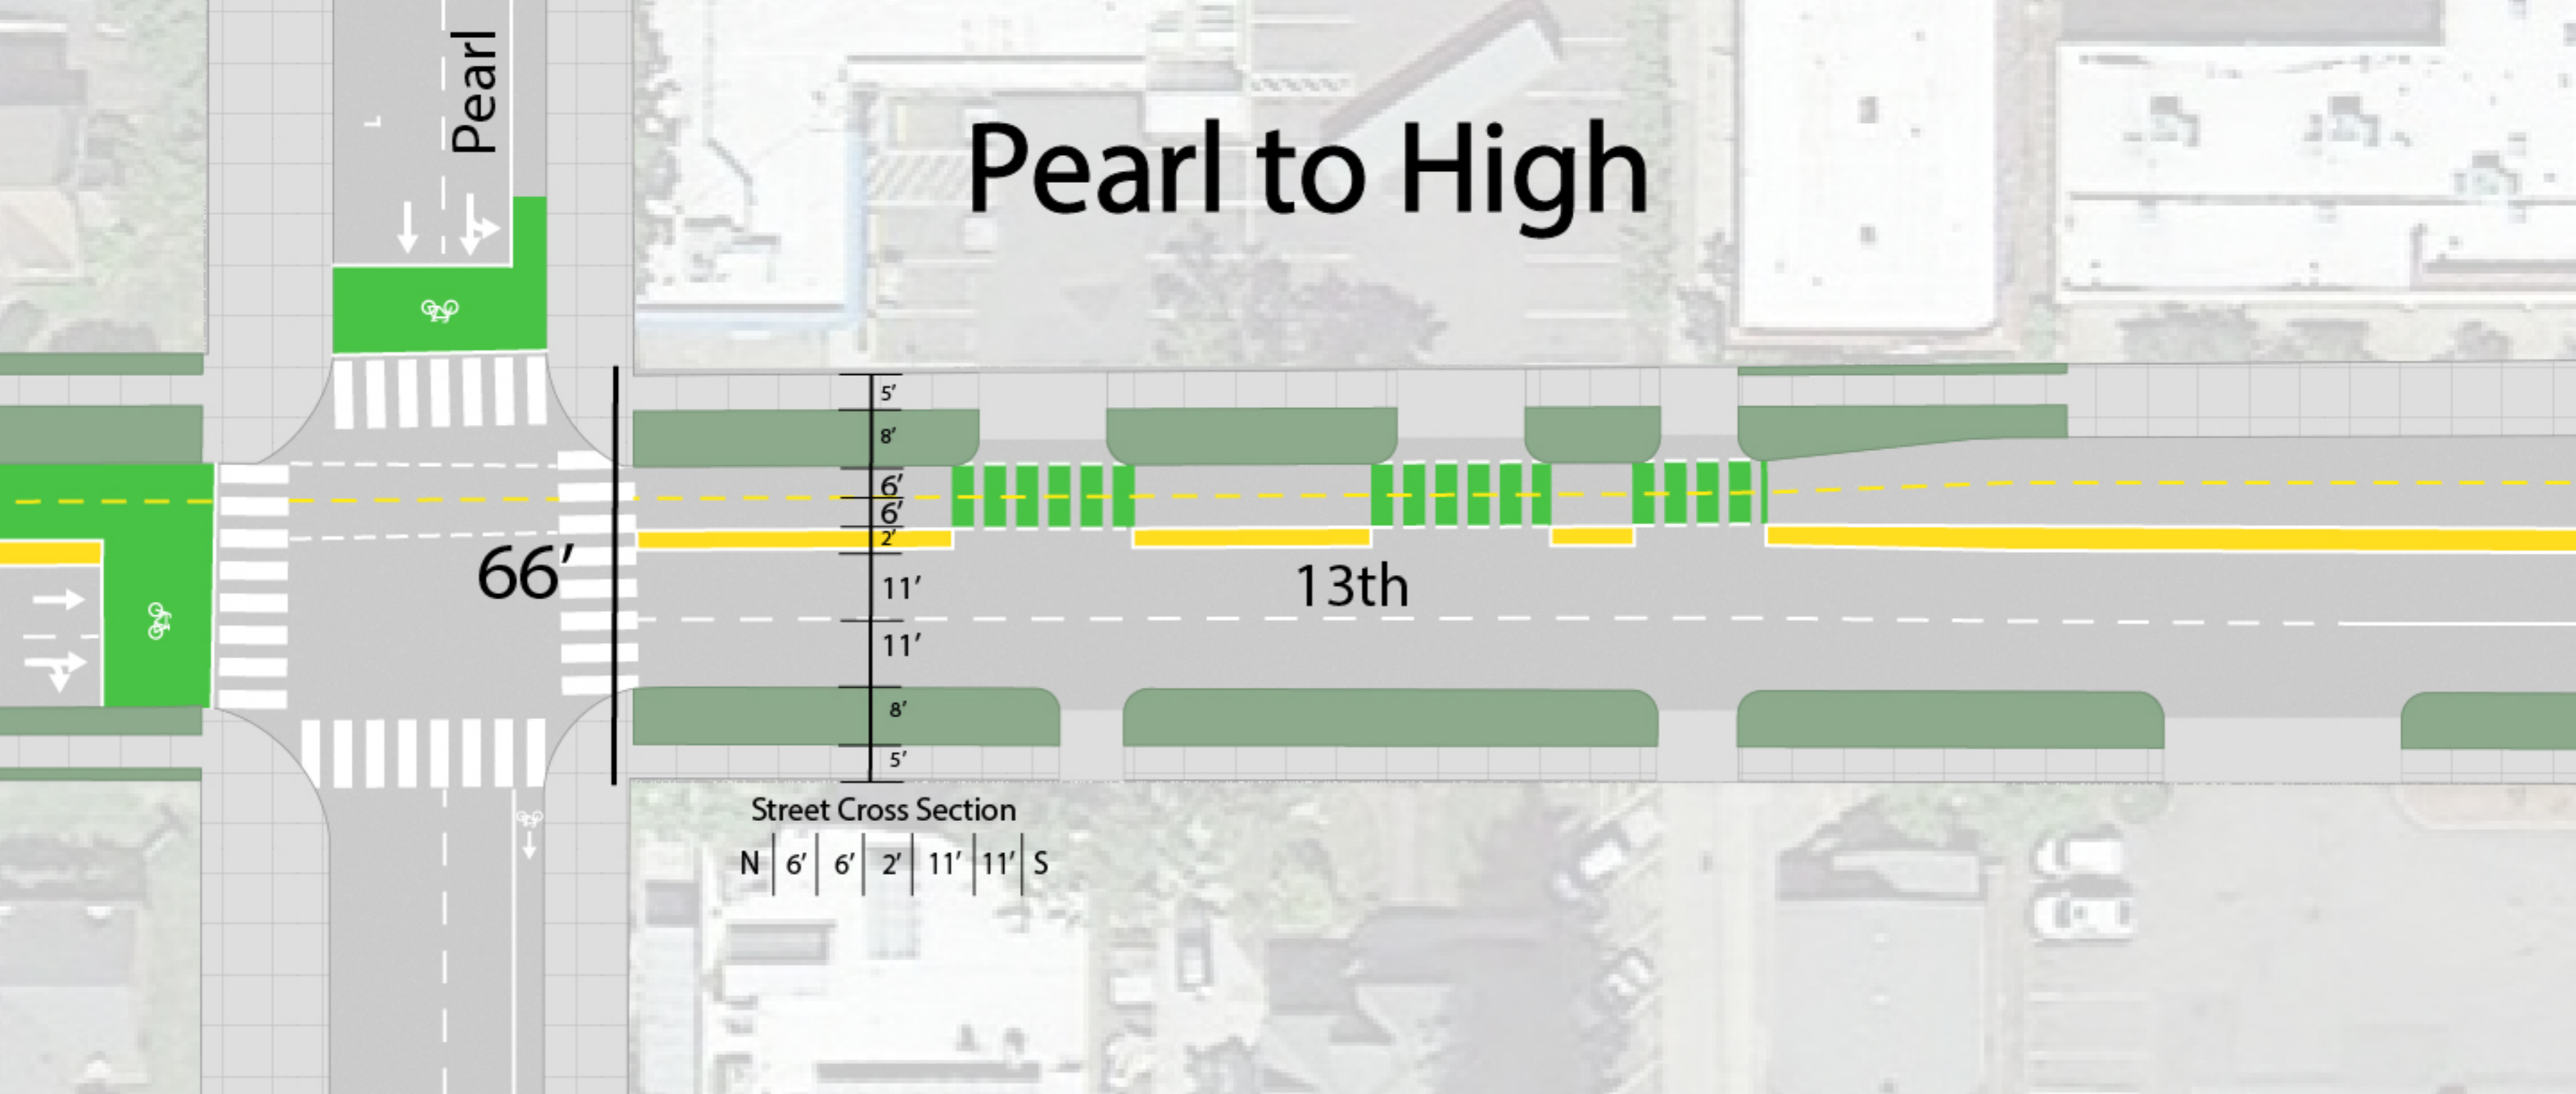 Pearl
Pearl to High
5′
8′
6′
6′
2′
66′
11′
13th
11′
8′
5′
Street Cross Section
N 6′ 6′ 2′ 11′ 11′ S